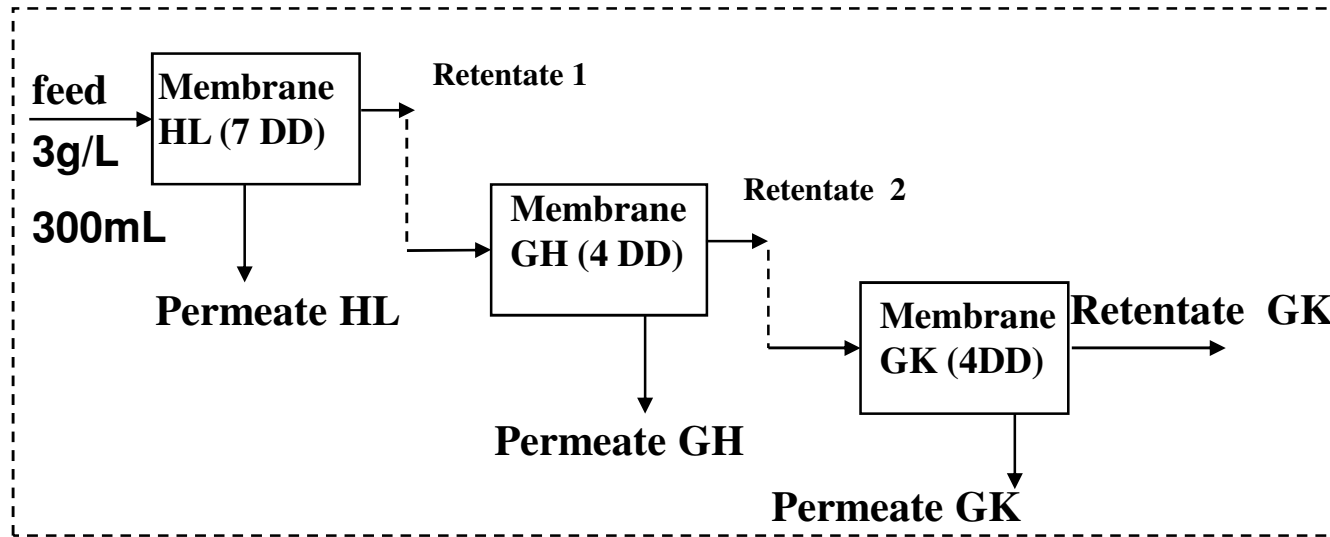 feed
3g/L
300mL
Membrane
HL (7 DD)
Retentate 1
Permeate HL
Membrane
GH (4 DD)
Retentate 2
Permeate GH
Membrane
GK (4DD)
Retentate GK
Permeate GK